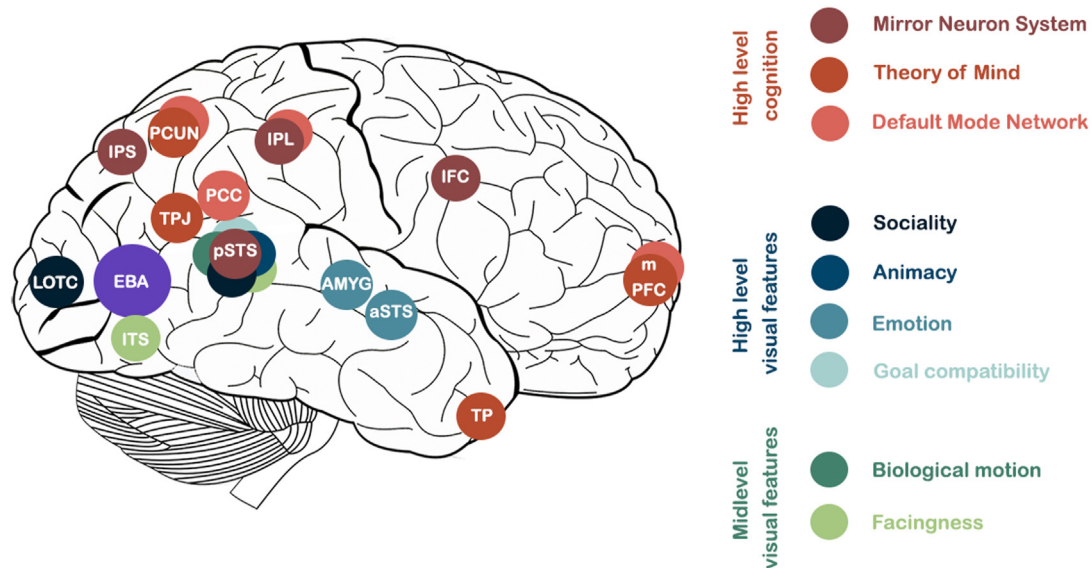 PCUN
IPS
IPL
IFC
PCC
TPJ
pSTS
LOTC
EBA
AMYG
aSTS
ITS
m
PFC
TP
High level
cognition
Mirror Neuron System
Theory of Mind
Default Mode Network
High level
visual features
Sociality
Animacy
Emotion
Goal compatibility
Midlevel
visual features
Biological motion
Facingness